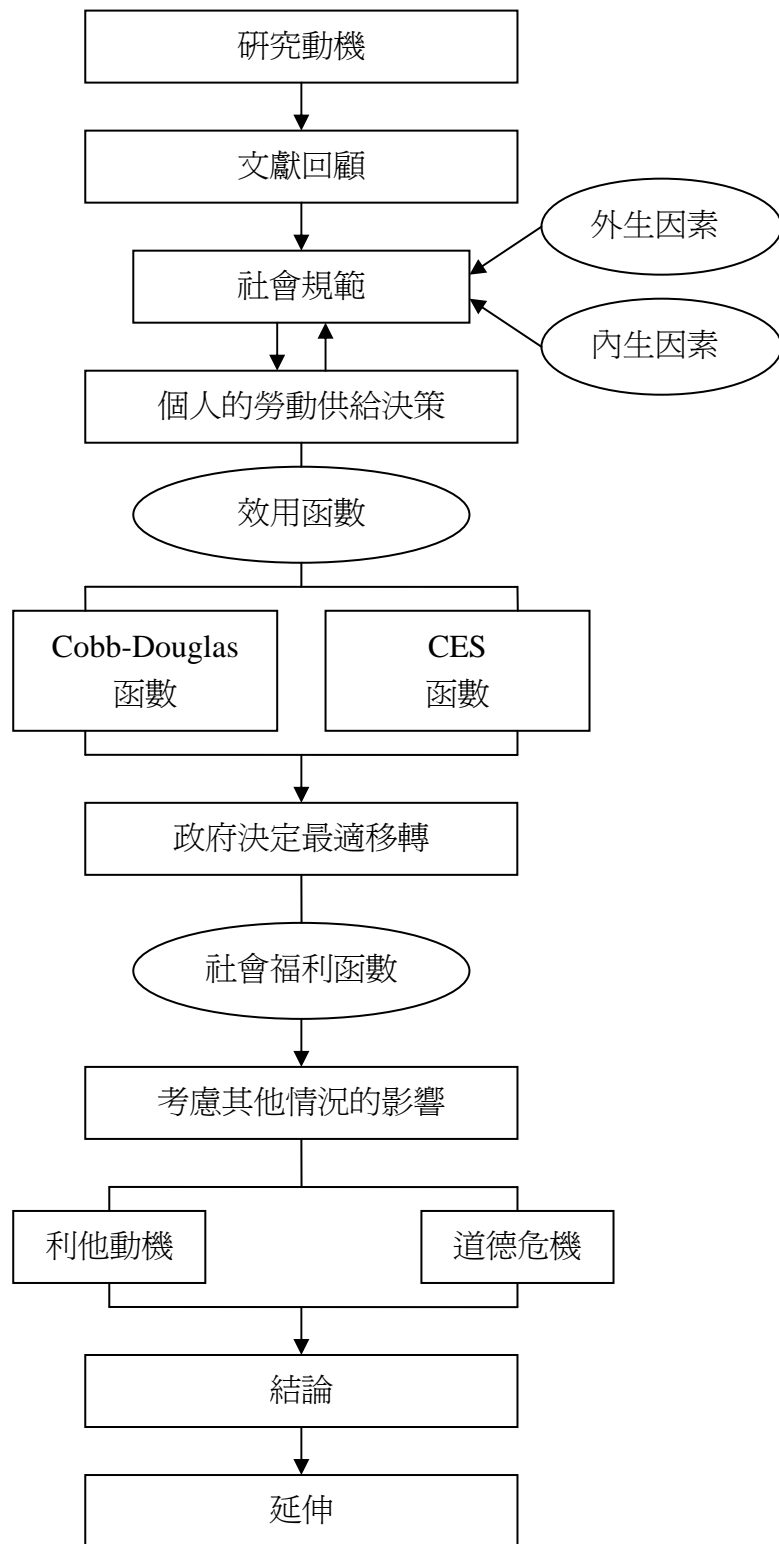 研究動機
文獻回顧
社會規範
外生因素
內生因素
個人的勞動供給決策
效用函數
Cobb-Douglas
函數
CES
函數
政府決定最適移轉
社會福利函數
考慮其他情況的影響
利他動機
道德危機
結論
延伸